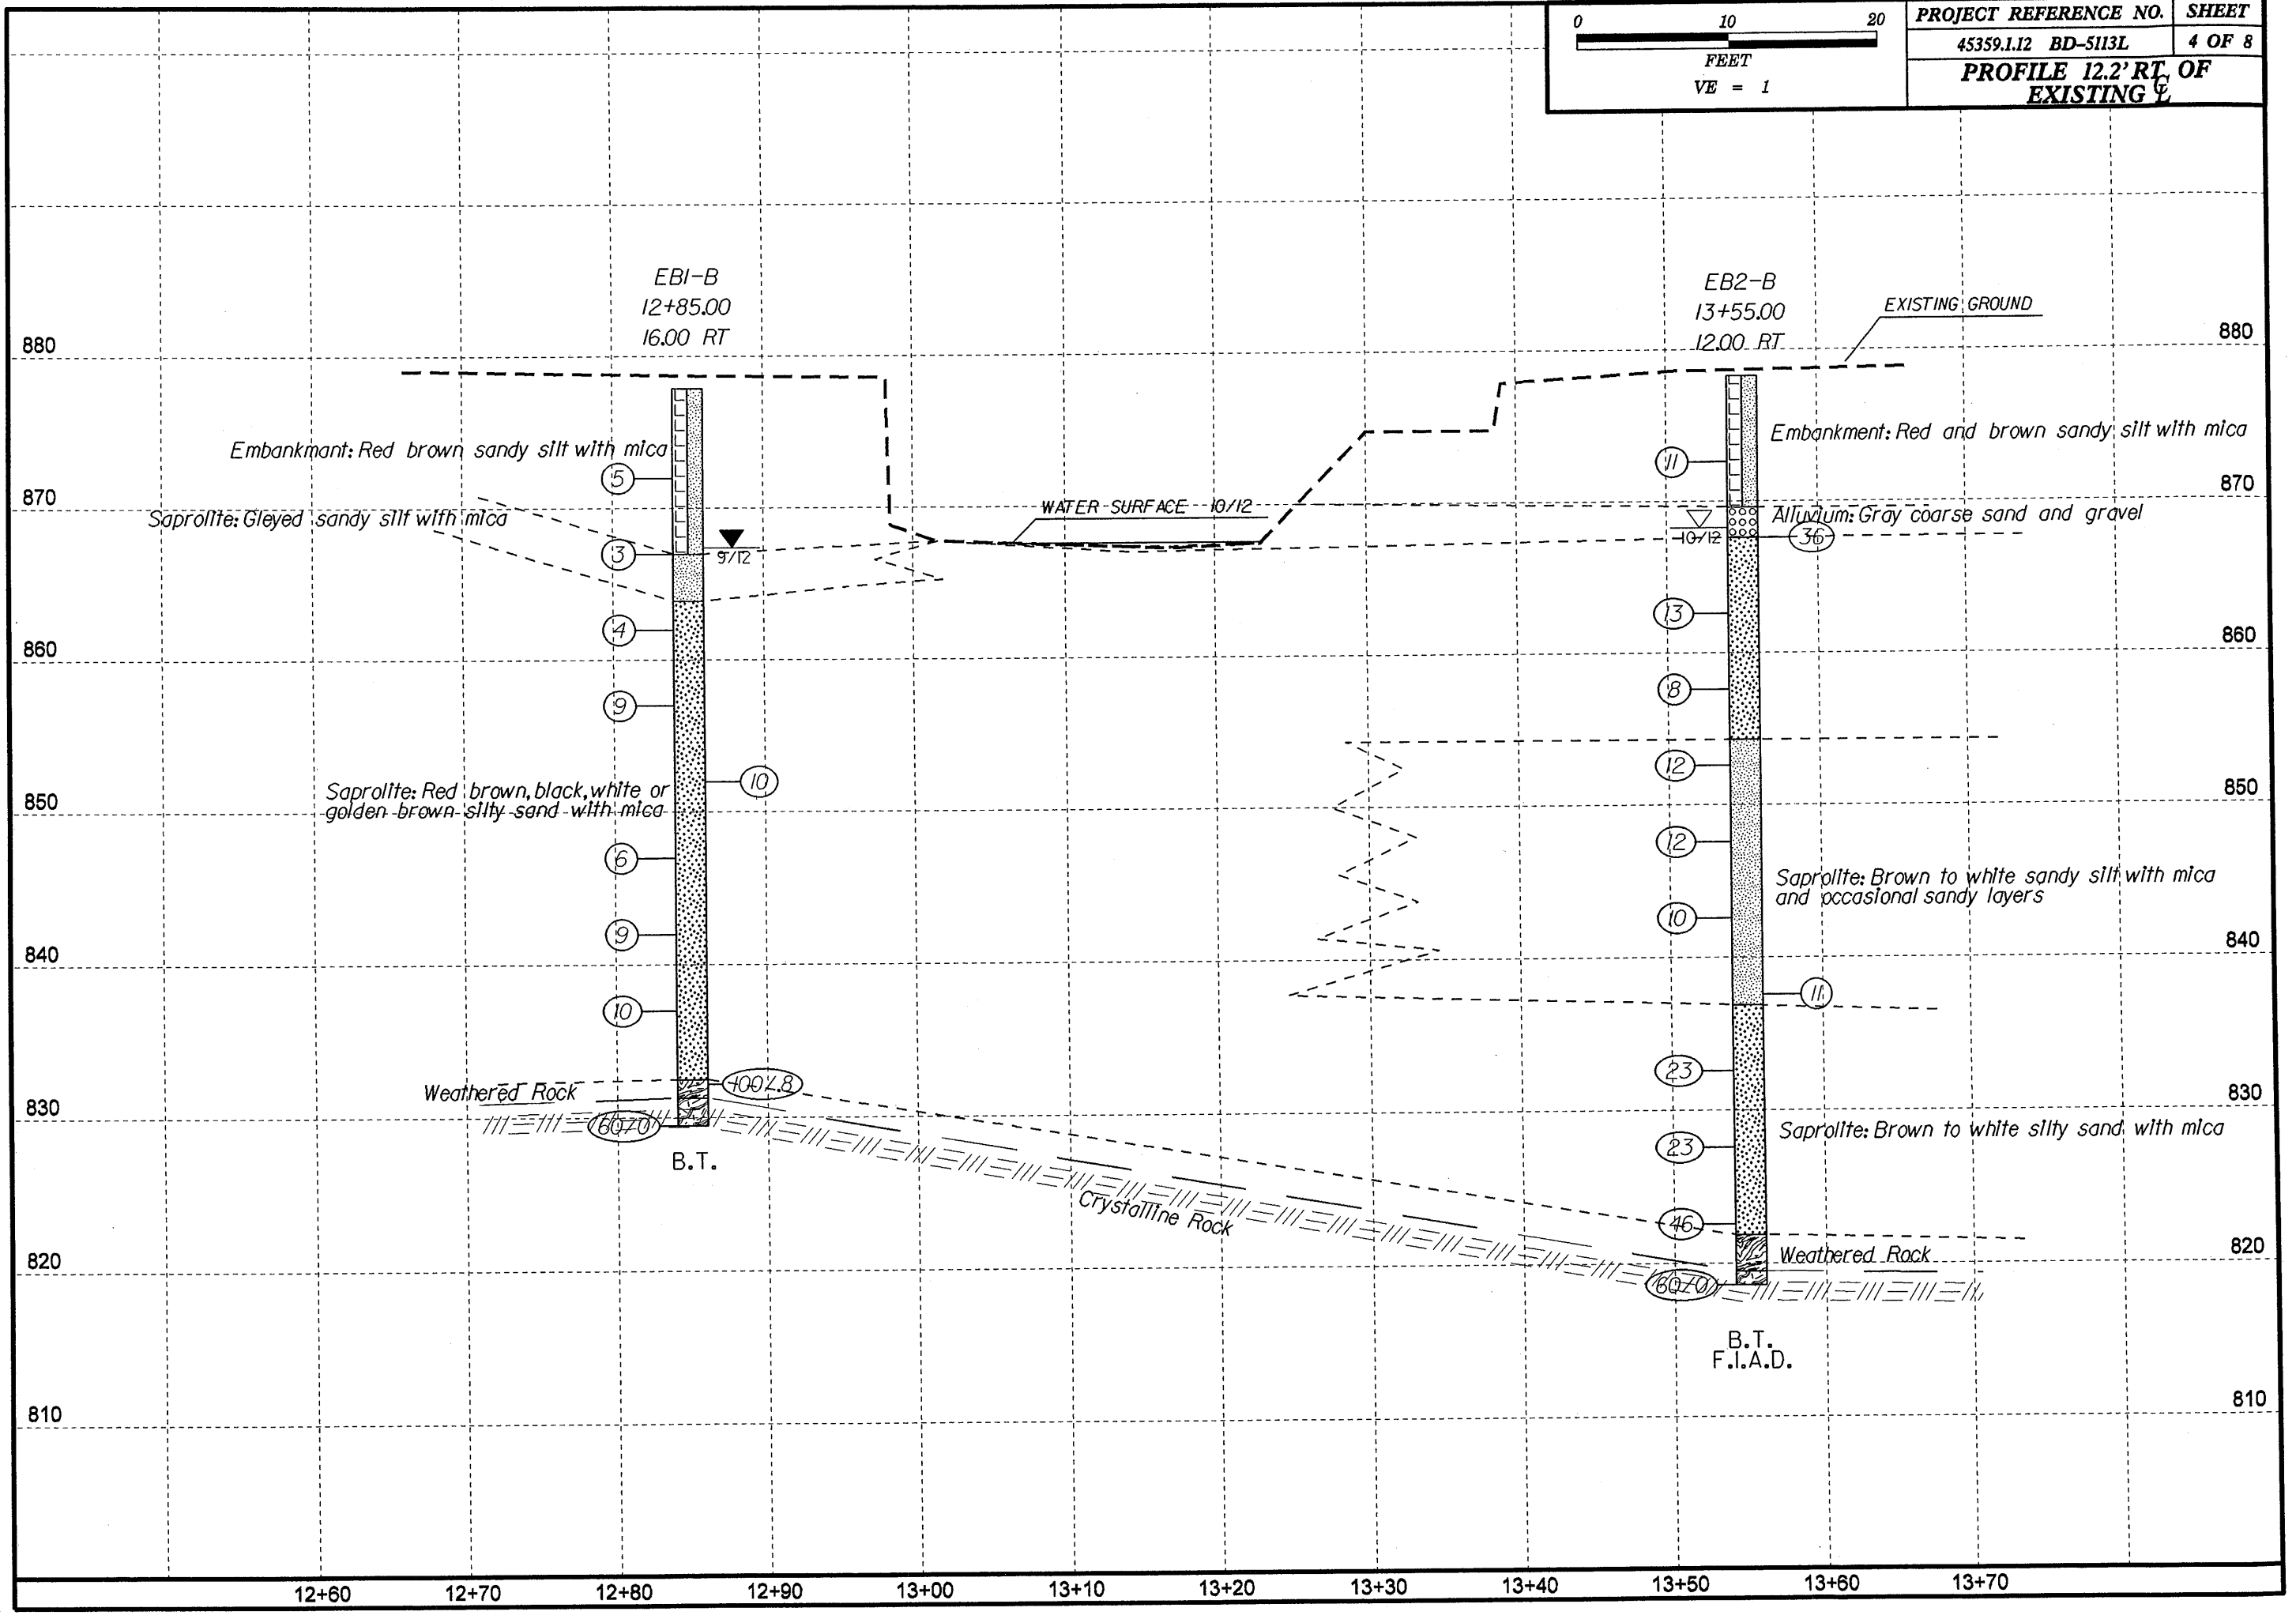 0 10 20
FEET
VE = 1
PROJECT REFERENCE NO. SHEET
45359.1.12 BD-5113L 4 OF 8
PROFILE 12.2' RT OF
EXISTING ℄
EB1-B
12+85.00
16.00 RT
EB2-B
13+55.00
12.00 RT
EXISTING GROUND
880 880
Embankmant: Red brown sandy silt with mica
Embankment: Red and brown sandy silt with mica
5
11
870 870
WATER SURFACE 10/12
Saprolite: Gleyed sandy silt with mica
Alluvium: Gray coarse sand and gravel
3
9/12
10/12
36
4
13
860 860
9
8
10
12
Saprolite: Red brown, black, white or
golden brown silty sand with mica
850 850
6
12
Saprolite: Brown to white sandy silt with mica
and occasional sandy layers
9
10
840 840
10
11
Weathered Rock
100/.8
23
830 830
60/.0
Saprolite: Brown to white silty sand with mica
23
B.T.
Crystalline Rock
46
820 820
Weathered Rock
60/.0
B.T.
F.I.A.D.
810 810
12+60 12+70 12+80 12+90 13+00 13+10 13+20 13+30 13+40 13+50 13+60 13+70